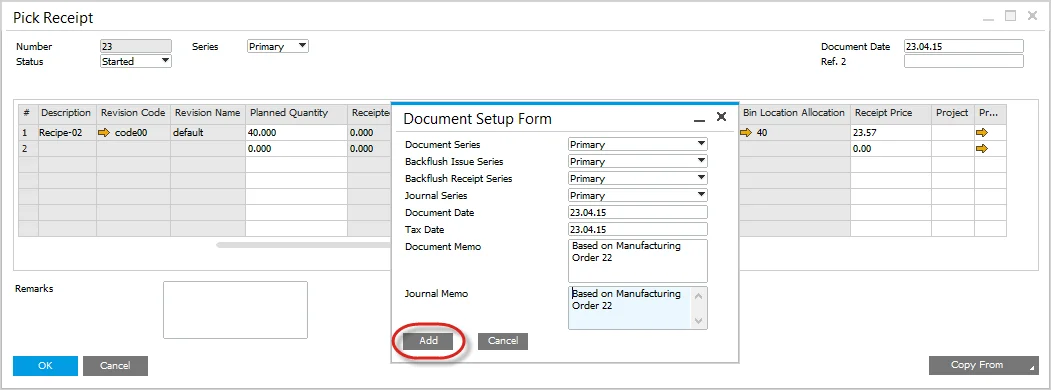 Pick Receipt
Number 23 Series Primary Document Date 23.04.15
Status Started Ref. 2
# Description Revision Code Revision Name Planned Quantity Receipted Bin Location Allocation Receipt Price Project Pr...
1 Recipe-02 code00 default 40.000 0.000 40 23.57
2 0.000 0.000 0.00
Document Setup Form
Document Series Primary
Backflush Issue Series Primary
Backflush Receipt Series Primary
Journal Series Primary
Document Date 23.04.15
Tax Date 23.04.15
Document Memo Based on Manufacturing
Order 22
Journal Memo Based on Manufacturing
Order 22
Add Cancel
Remarks
OK Cancel Copy From